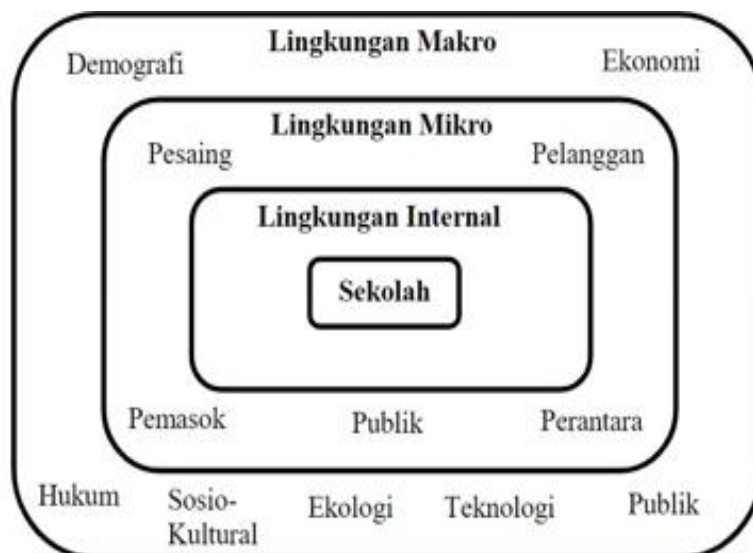 Lingkungan Makro
Demografi
Ekonomi
Lingkungan Mikro
Pesaing
Pelanggan
Lingkungan Internal
Sekolah
Pemasok
Publik
Perantara
Hukum
Sosio-
Kultural
Ekologi
Teknologi
Publik